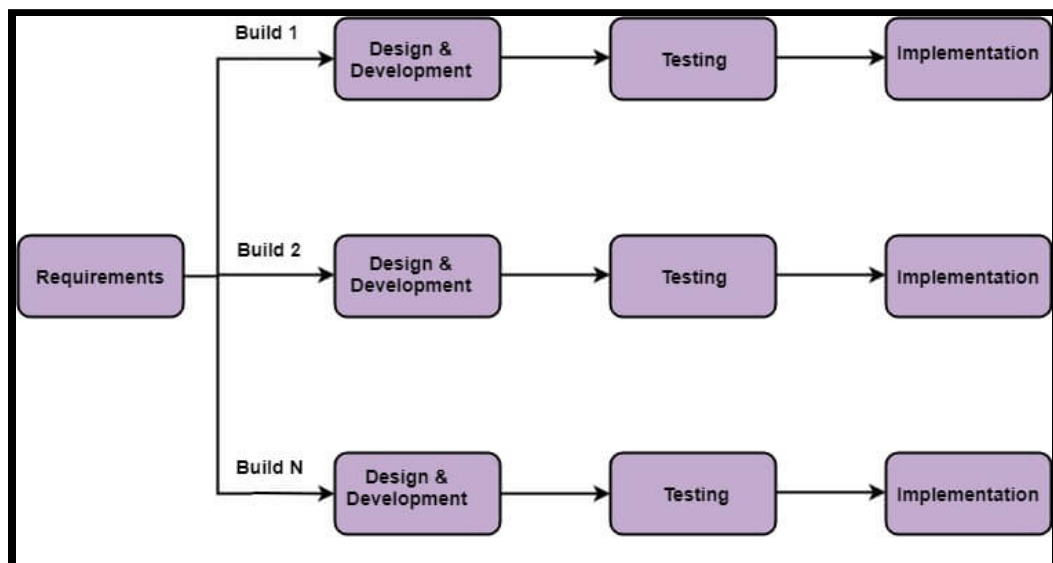 Build 1
Design &
Development
Testing
Implementation
Requirements
Build 2
Design &
Development
Testing
Implementation
Build N
Design &
Development
Testing
Implementation